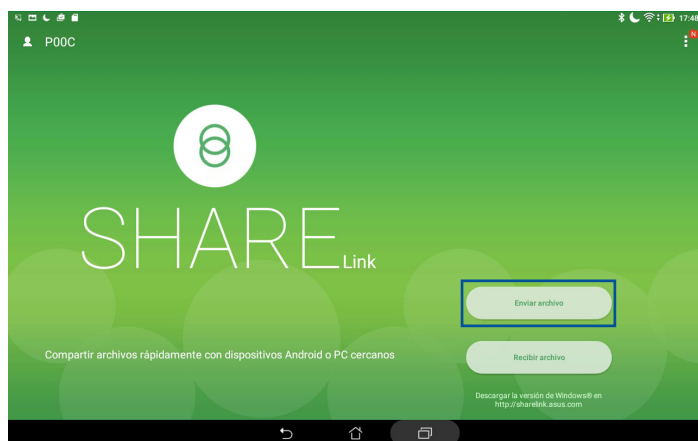 17:48
P00C
N
SHARE Link
Enviar archivo
Compartir archivos rápidamente con dispositivos Android o PC cercanos
Recibir archivo
Descargar la versión de Windows® en
http://sharelink.asus.com